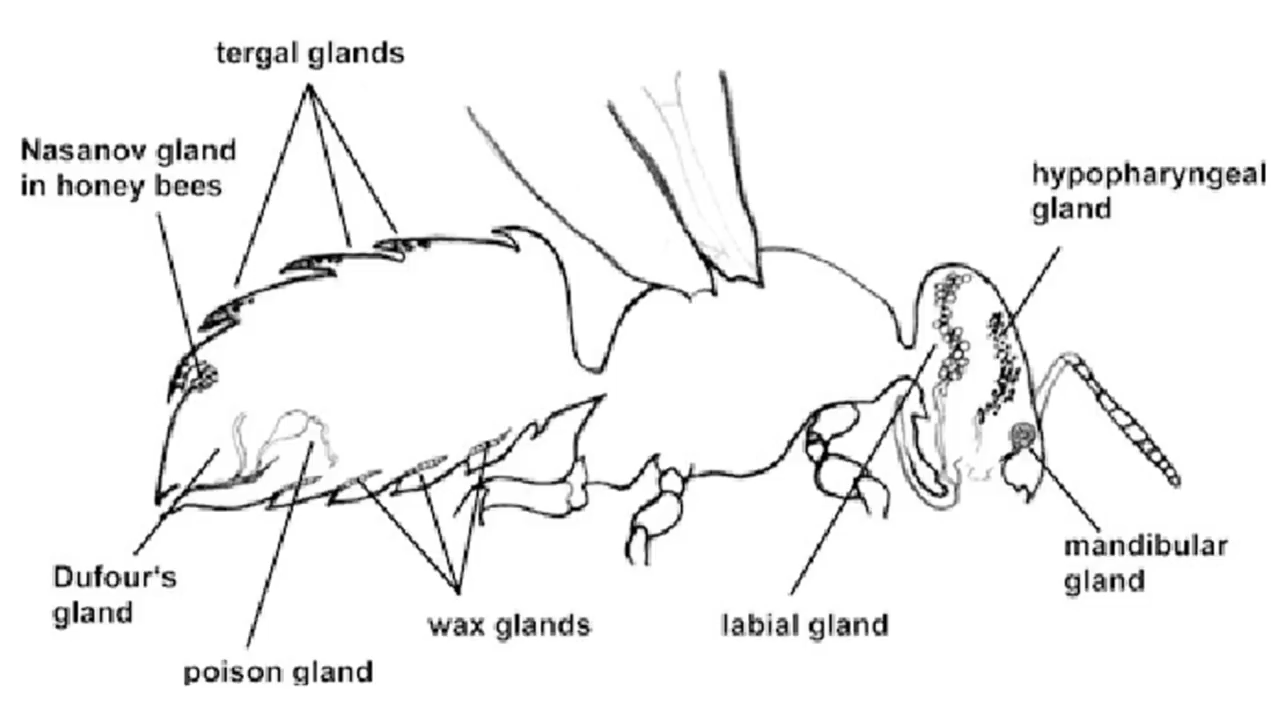 tergal glands
Nasanov gland
in honey bees
hypopharyngeal
gland
Dufour's
gland
poison gland
wax glands
labial gland
mandibular
gland